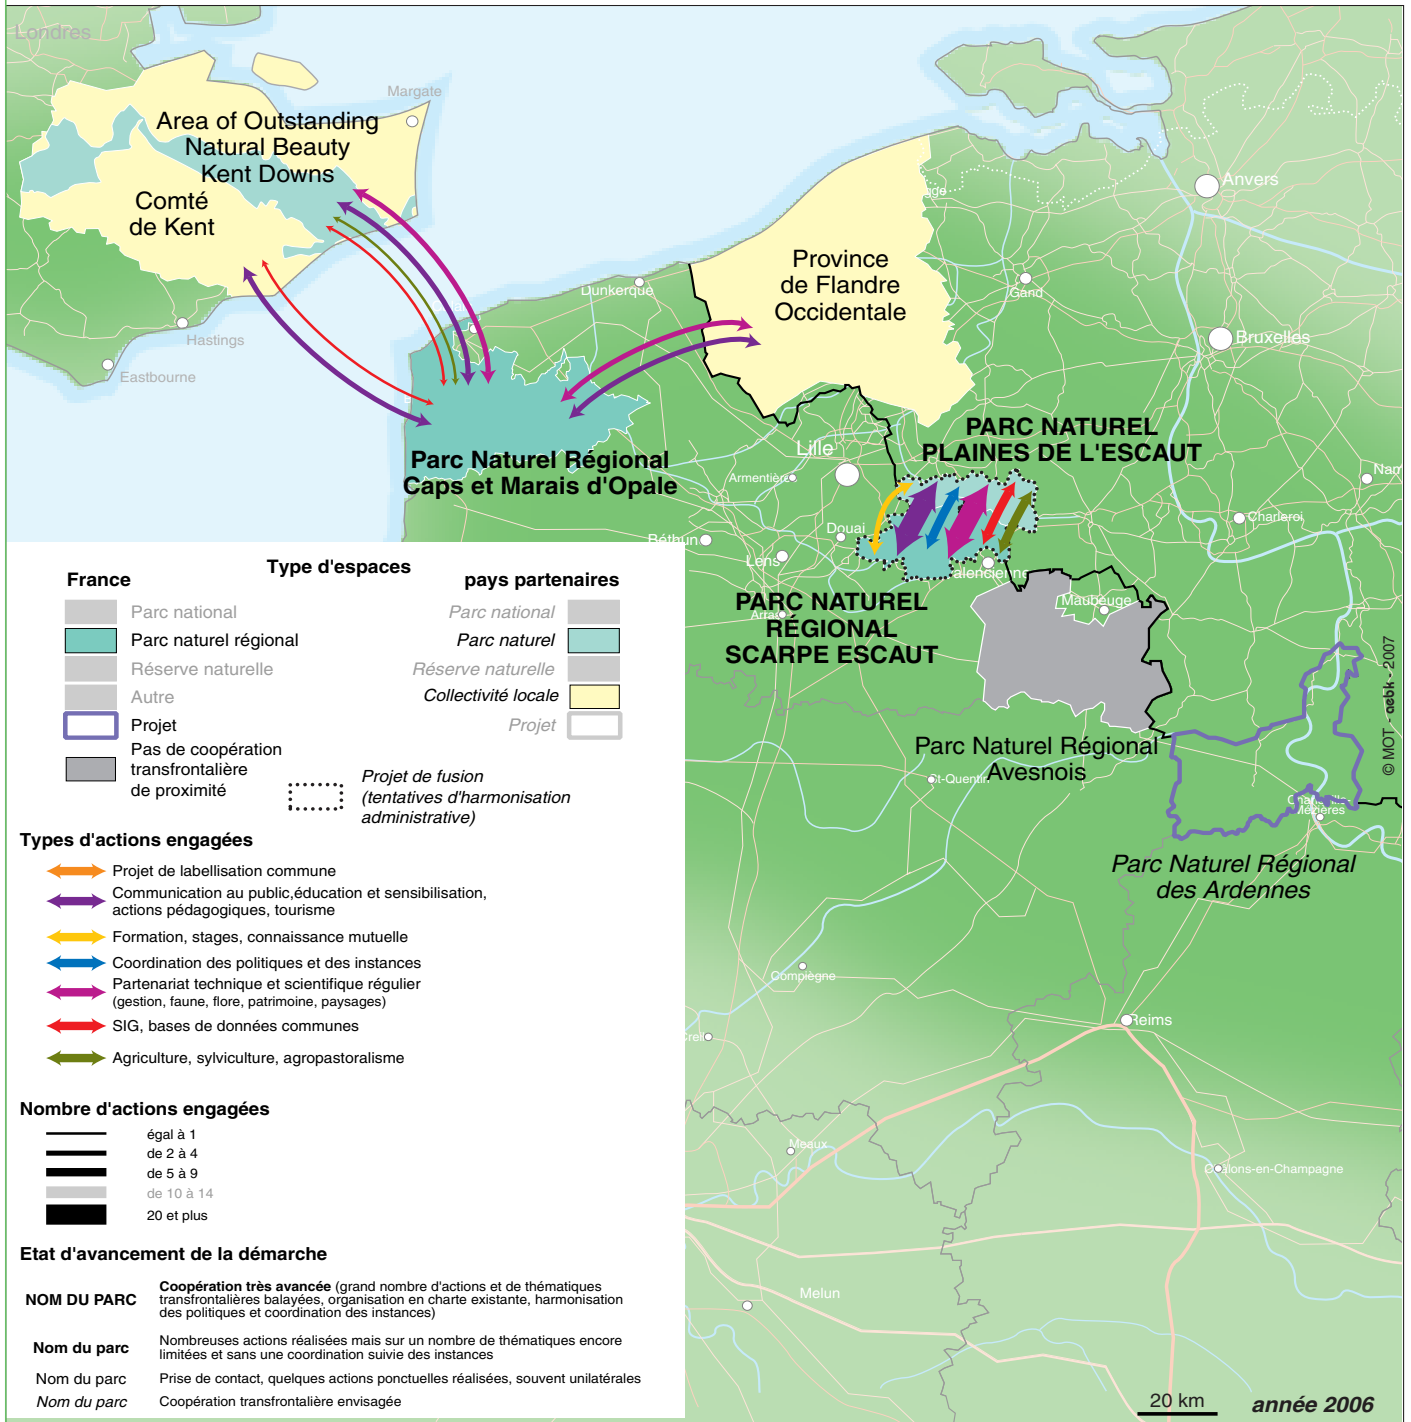 Londres
Margate
Area of Outstanding
Natural Beauty
Kent Downs
Comté
de Kent
Hastings
Eastbourne
Dunkerque
Province
de Flandre
Occidentale
Anvers
Gand
Bruxelles
Parc Naturel Régional
Caps et Marais d'Opale
Lille
Armentières
PARC NATUREL
PLAINES DE L'ESCAUT
Charleroi
Douai
Béthun
Lens
Maubeuge
PARC NATUREL
RÉGIONAL
SCARPE ESCAUT
Parc Naturel Régional
Avesnois
St-Quentin
Mézières
Parc Naturel Régional
des Ardennes
© MOT - aebk - 2007
Compiègne
Creil
Reims
Meaux
Châlons-en-Champagne
Melun
20 km
année 2006
Type d'espaces
France
pays partenaires
Parc national
Parc national
Parc naturel régional
Parc naturel
Réserve naturelle
Réserve naturelle
Autre
Collectivité locale
Projet
Projet
Pas de coopération
transfrontalière
de proximité
Projet de fusion
(tentatives d'harmonisation
administrative)
Types d'actions engagées
Projet de labellisation commune
Communication au public,éducation et sensibilisation,
actions pédagogiques, tourisme
Formation, stages, connaissance mutuelle
Coordination des politiques et des instances
Partenariat technique et scientifique régulier
(gestion, faune, flore, patrimoine, paysages)
SIG, bases de données communes
Agriculture, sylviculture, agropastoralisme
Nombre d'actions engagées
égal à 1
de 2 à 4
de 5 à 9
de 10 à 14
20 et plus
Etat d'avancement de la démarche
NOM DU PARC
Coopération très avancée (grand nombre d'actions et de thématiques
transfrontalières balayées, organisation en charte existante, harmonisation
des politiques et coordination des instances)
Nom du parc
Nombreuses actions réalisées mais sur un nombre de thématiques encore
limitées et sans une coordination suivie des instances
Nom du parc
Prise de contact, quelques actions ponctuelles réalisées, souvent unilatérales
Nom du parc
Coopération transfrontalière envisagée